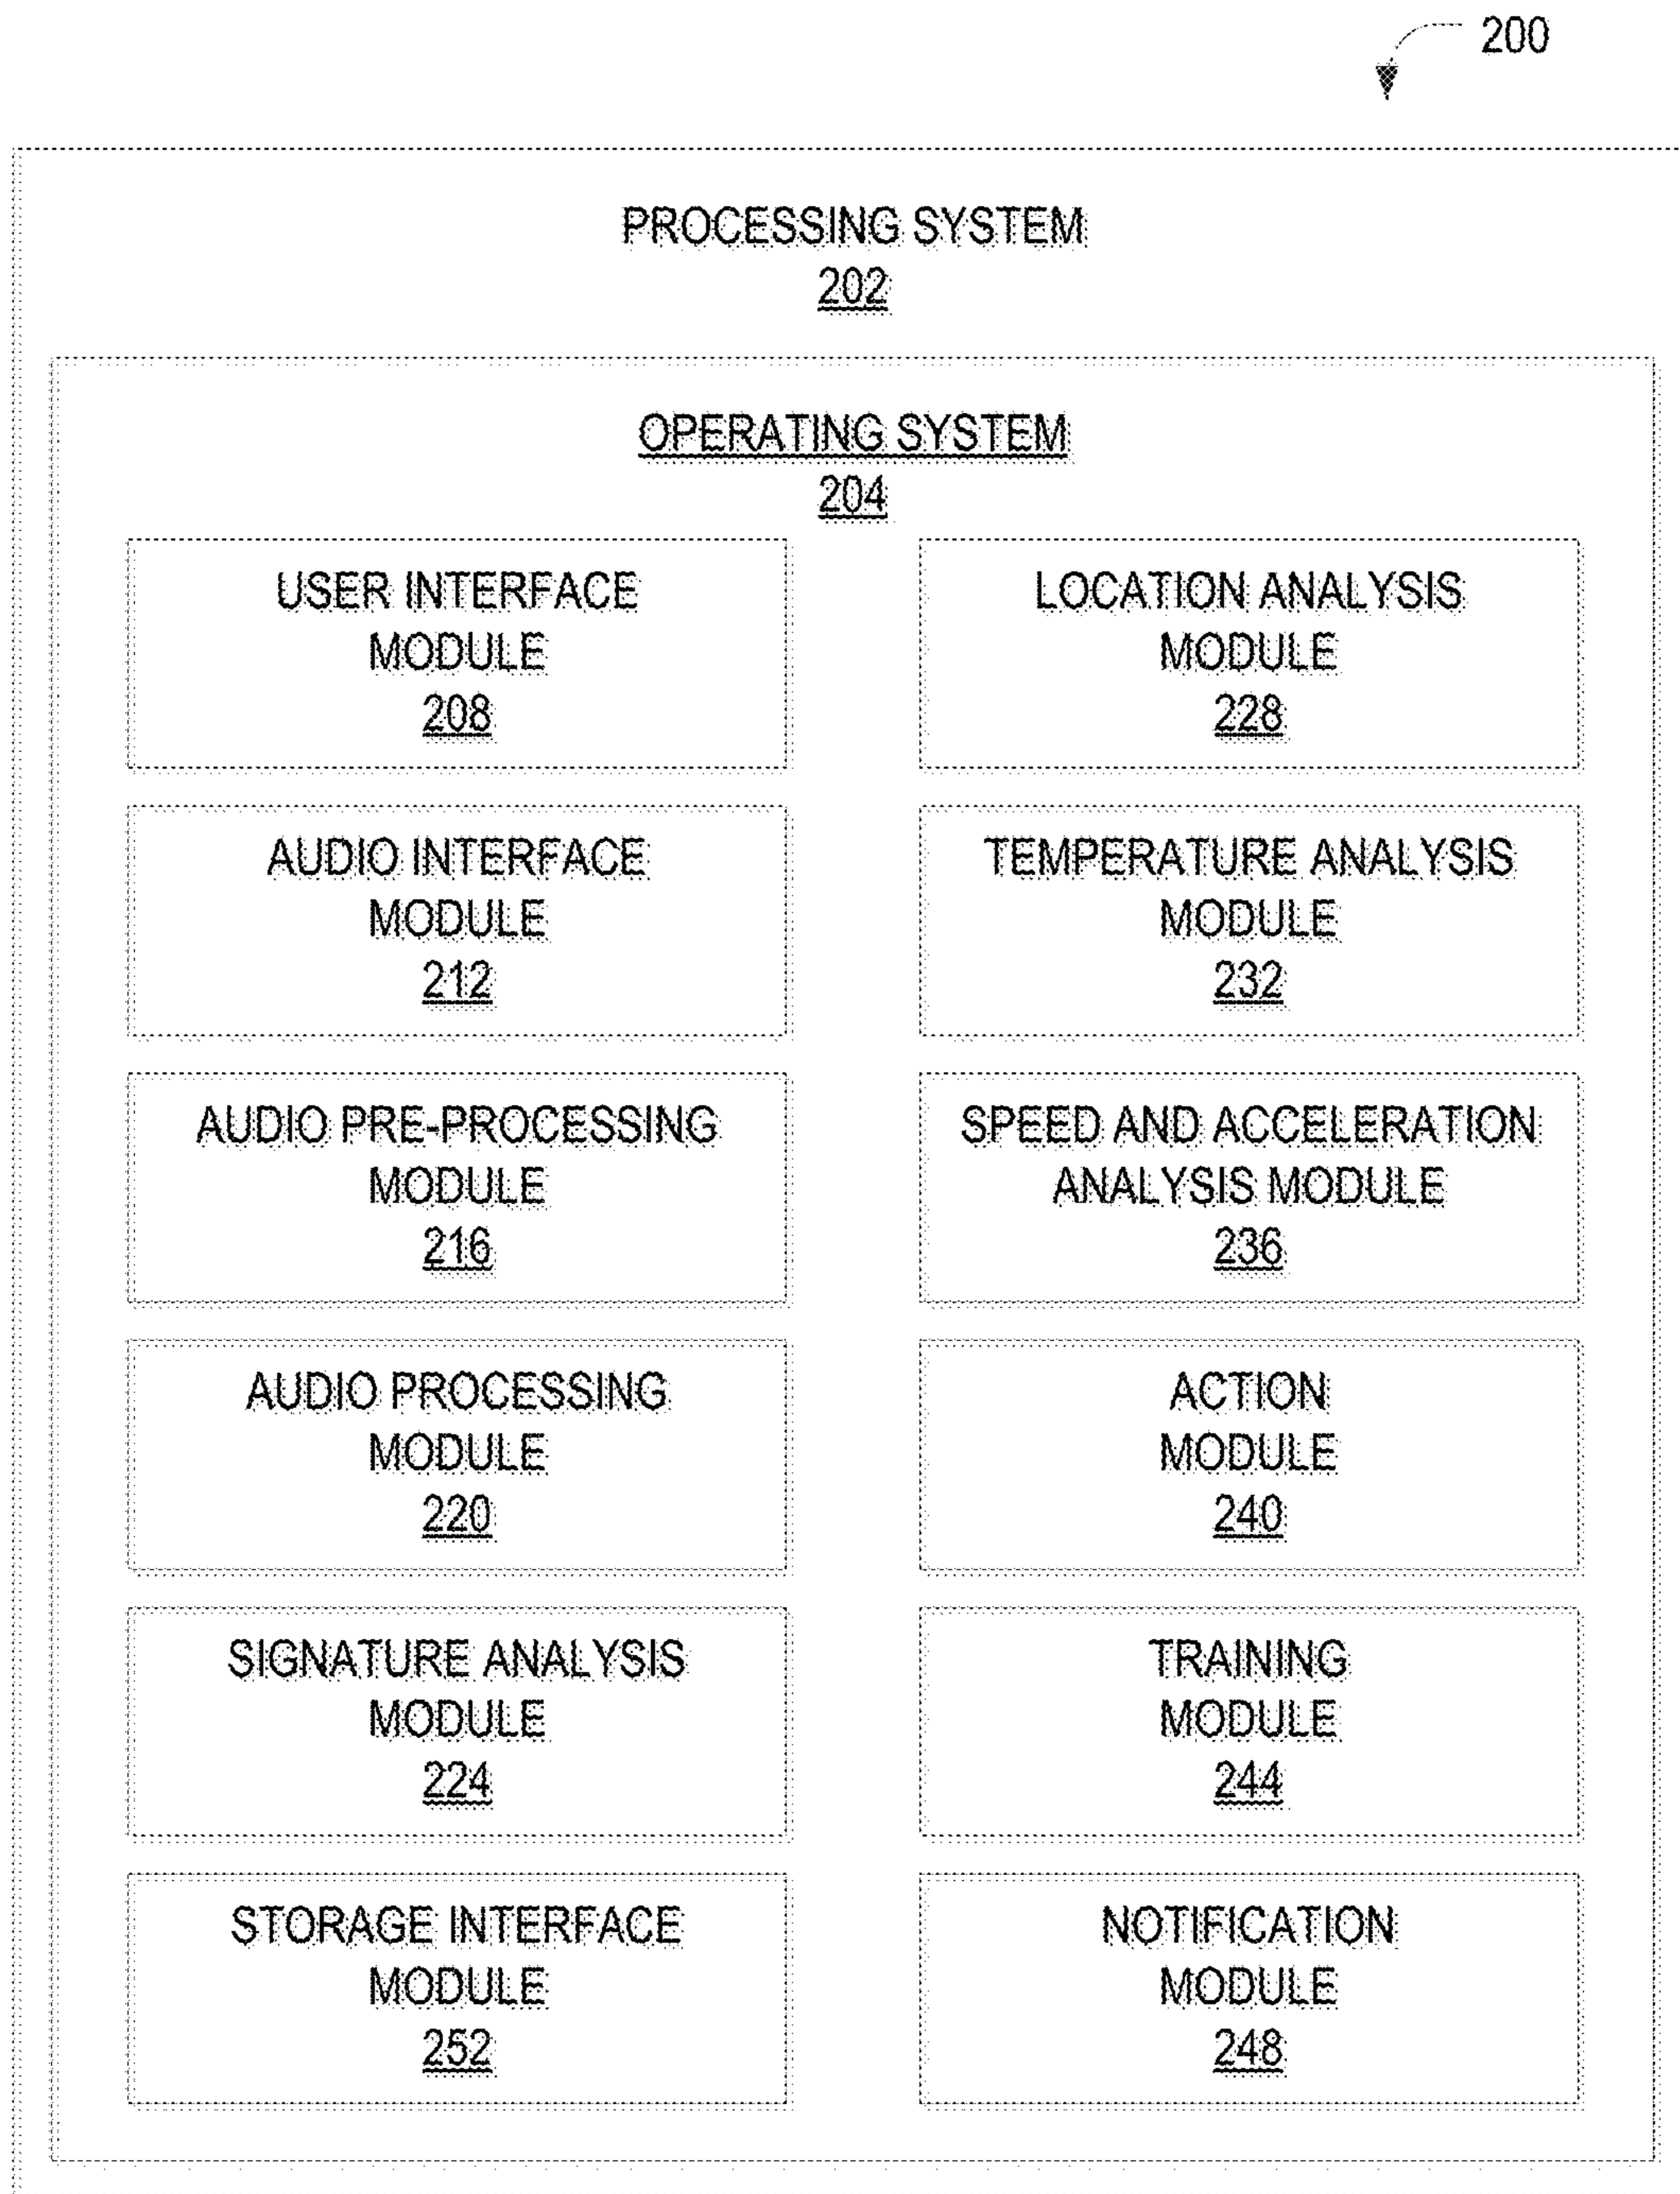 200
PROCESSING SYSTEM
202
OPERATING SYSTEM
204
USER INTERFACE
MODULE
208
LOCATION ANALYSIS
MODULE
228
AUDIO INTERFACE
MODULE
212
TEMPERATURE ANALYSIS
MODULE
232
AUDIO PRE-PROCESSING
MODULE
216
SPEED AND ACCELERATION
ANALYSIS MODULE
236
AUDIO PROCESSING
MODULE
220
ACTION
MODULE
240
SIGNATURE ANALYSIS
MODULE
224
TRAINING
MODULE
244
STORAGE INTERFACE
MODULE
252
NOTIFICATION
MODULE
248